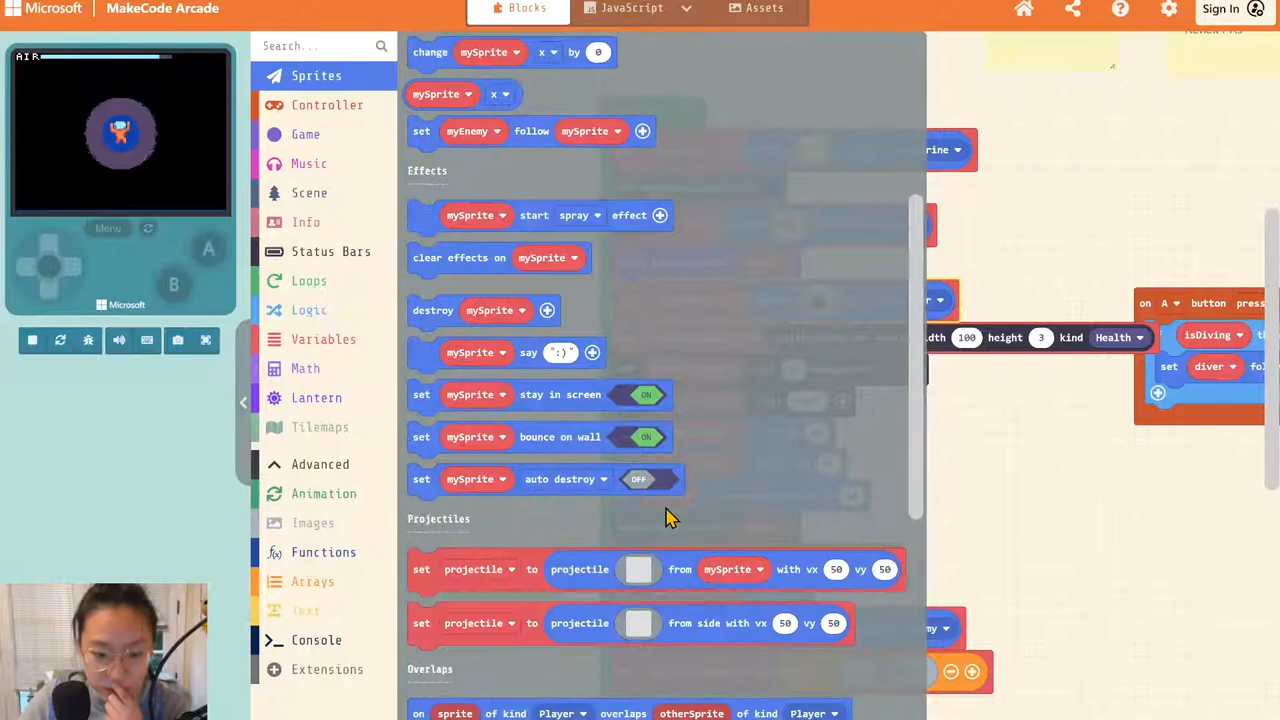 Microsoft MakeCode Arcade Blocks JavaScript Assets Sign In
AIR
Menu
A
B
Microsoft
Search...
Sprites
Controller
Game
Music
Scene
Info
Status Bars
Loops
Logic
Variables
Math
Lantern
Tilemaps
Advanced
Animation
Images
Functions
Arrays
Text
Console
Extensions
change mySprite x by 0
mySprite x
set myEnemy follow mySprite
Effects
mySprite start spray effect
clear effects on mySprite
destroy mySprite
mySprite say ":)"
set mySprite stay in screen ON
set mySprite bounce on wall ON
set mySprite auto destroy OFF
Projectiles
set projectile to projectile from mySprite with vx 50 vy 50
set projectile to projectile from side with vx 50 vy 50
Overlaps
on sprite of kind Player overlaps otherSprite of kind Player
rine
on A button press
isDiving th
width 100 height 3 kind Health
set diver fol
my